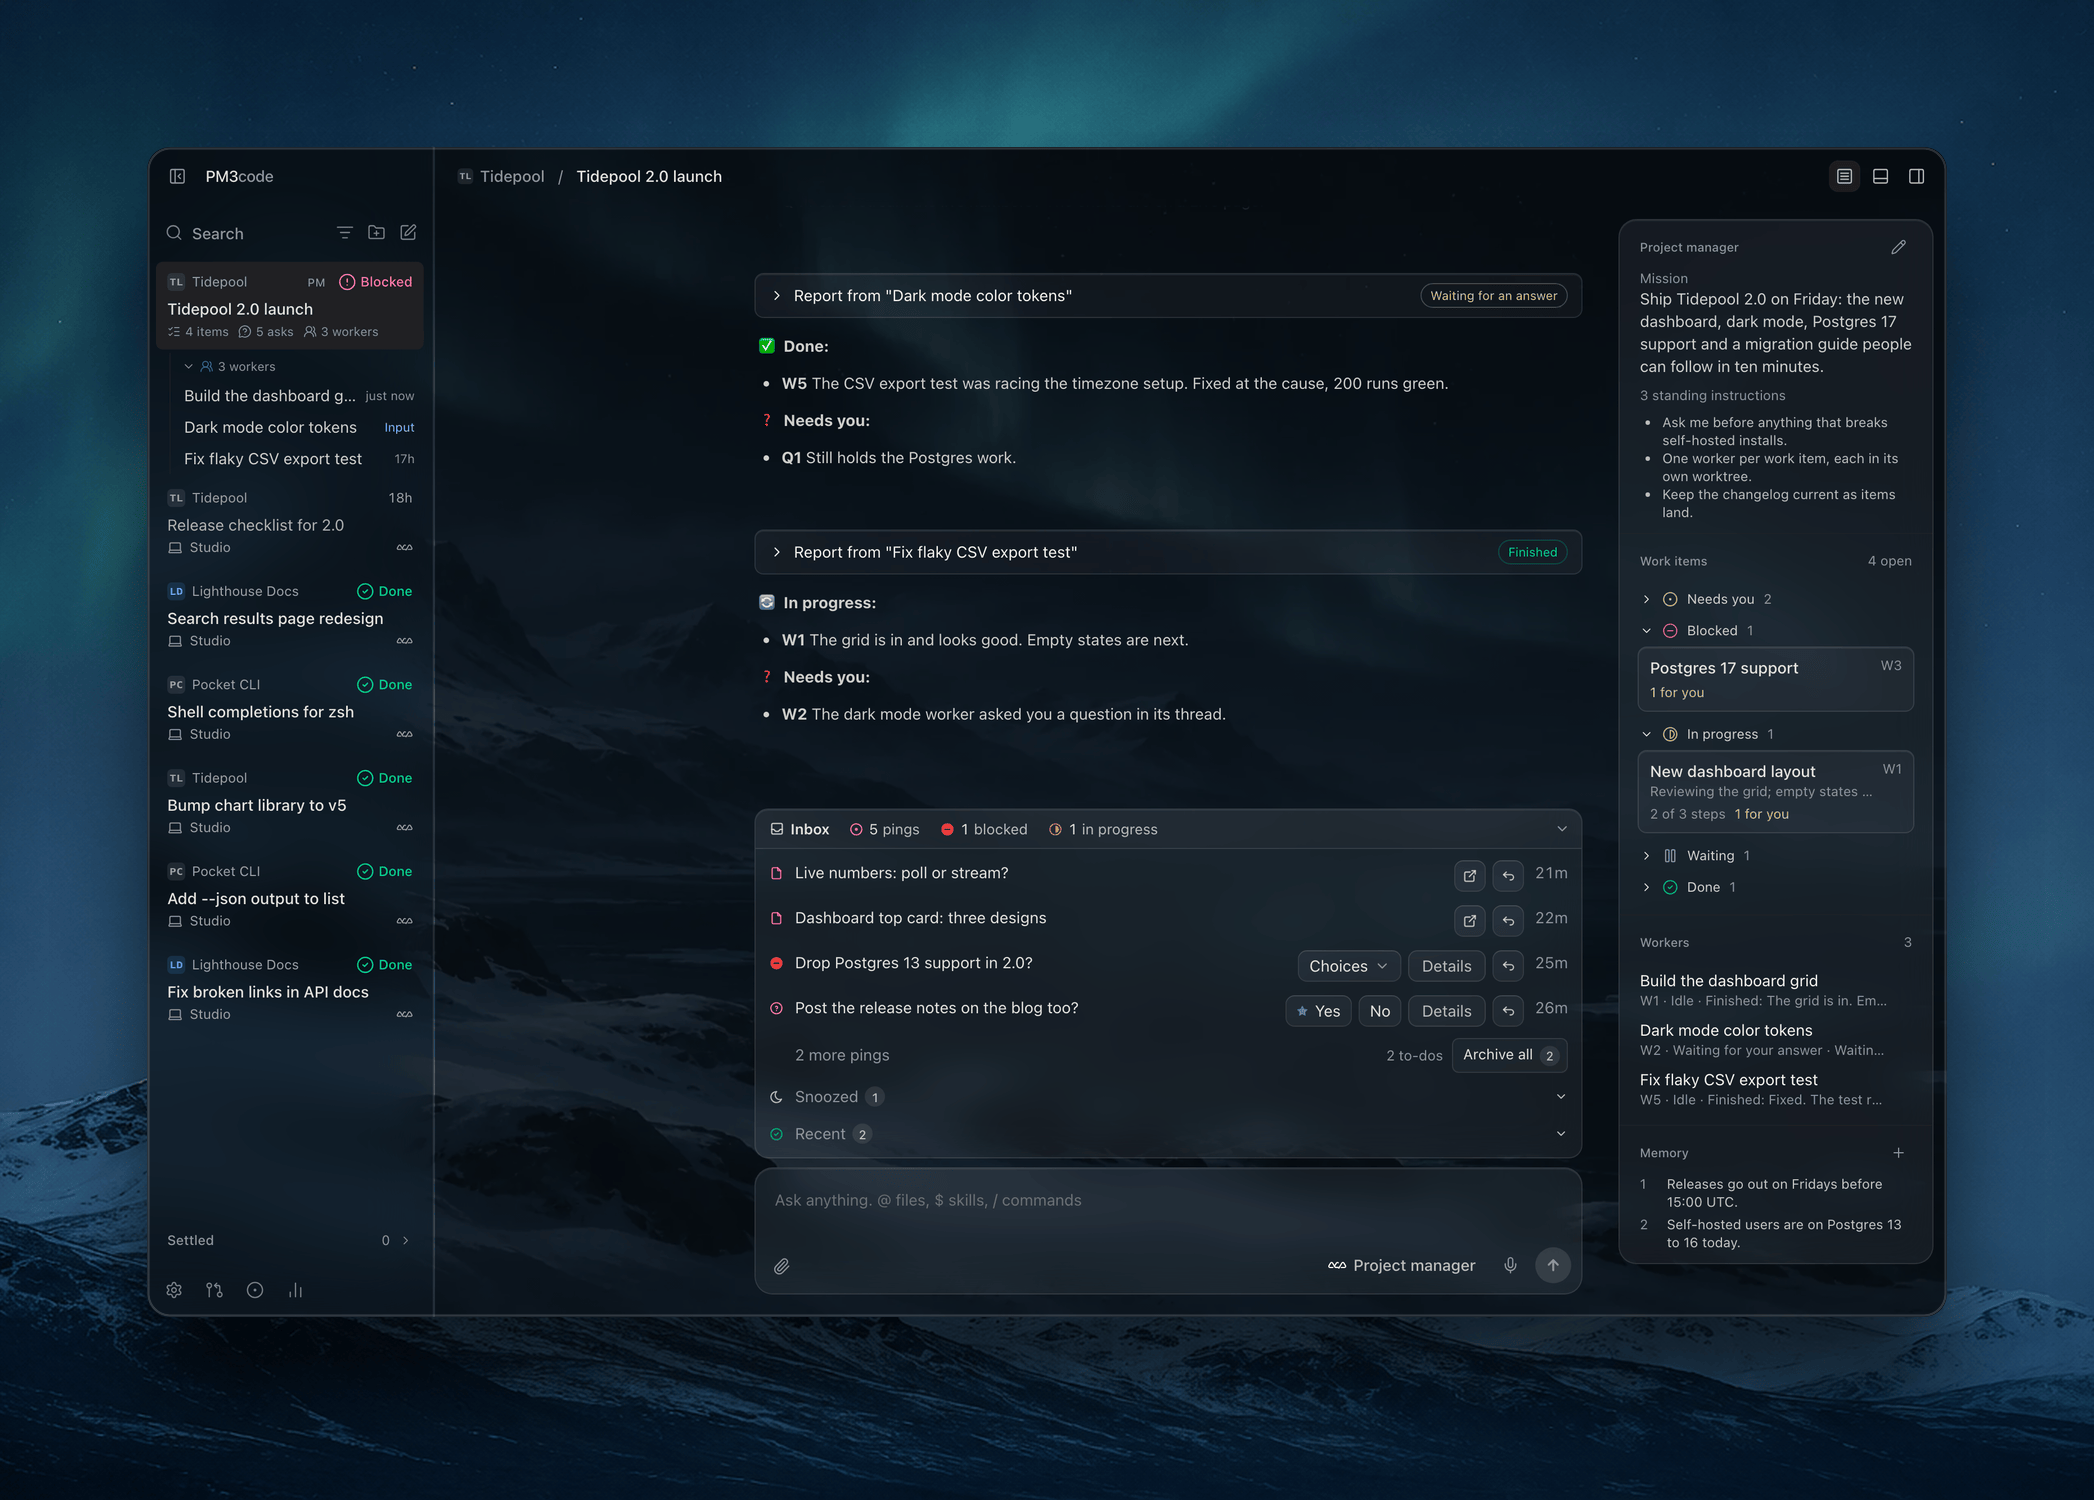 PM3code
Search
TL Tidepool PM Blocked
Tidepool 2.0 launch
4 items 5 asks 3 workers
3 workers
Build the dashboard g... just now
Dark mode color tokens Input
Fix flaky CSV export test 17h
TL Tidepool 18h
Release checklist for 2.0
Studio
LD Lighthouse Docs Done
Search results page redesign
Studio
PC Pocket CLI Done
Shell completions for zsh
Studio
TL Tidepool Done
Bump chart library to v5
Studio
PC Pocket CLI Done
Add --json output to list
Studio
LD Lighthouse Docs Done
Fix broken links in API docs
Studio
Settled 0
TL Tidepool / Tidepool 2.0 launch
Report from "Dark mode color tokens" Waiting for an answer
Done:
• W5 The CSV export test was racing the timezone setup. Fixed at the cause, 200 runs green.
Needs you:
• Q1 Still holds the Postgres work.
Report from "Fix flaky CSV export test" Finished
In progress:
• W1 The grid is in and looks good. Empty states are next.
Needs you:
• W2 The dark mode worker asked you a question in its thread.
Inbox 5 pings 1 blocked 1 in progress
Live numbers: poll or stream? 21m
Dashboard top card: three designs 22m
Drop Postgres 13 support in 2.0? Choices Details 25m
Post the release notes on the blog too? Yes No Details 26m
2 more pings 2 to-dos Archive all 2
Snoozed 1
Recent 2
Ask anything. @ files, $ skills, / commands
Project manager
Project manager
Mission
Ship Tidepool 2.0 on Friday: the new
dashboard, dark mode, Postgres 17
support and a migration guide people
can follow in ten minutes.
3 standing instructions
• Ask me before anything that breaks
self-hosted installs.
• One worker per work item, each in its
own worktree.
• Keep the changelog current as items
land.
Work items 4 open
Needs you 2
Blocked 1
Postgres 17 support W3
1 for you
In progress 1
New dashboard layout W1
Reviewing the grid; empty states ...
2 of 3 steps 1 for you
Waiting 1
Done 1
Workers 3
Build the dashboard grid
W1 · Idle · Finished: The grid is in. Em...
Dark mode color tokens
W2 · Waiting for your answer · Waitin...
Fix flaky CSV export test
W5 · Idle · Finished: Fixed. The test r...
Memory
1 Releases go out on Fridays before
15:00 UTC.
2 Self-hosted users are on Postgres 13
to 16 today.